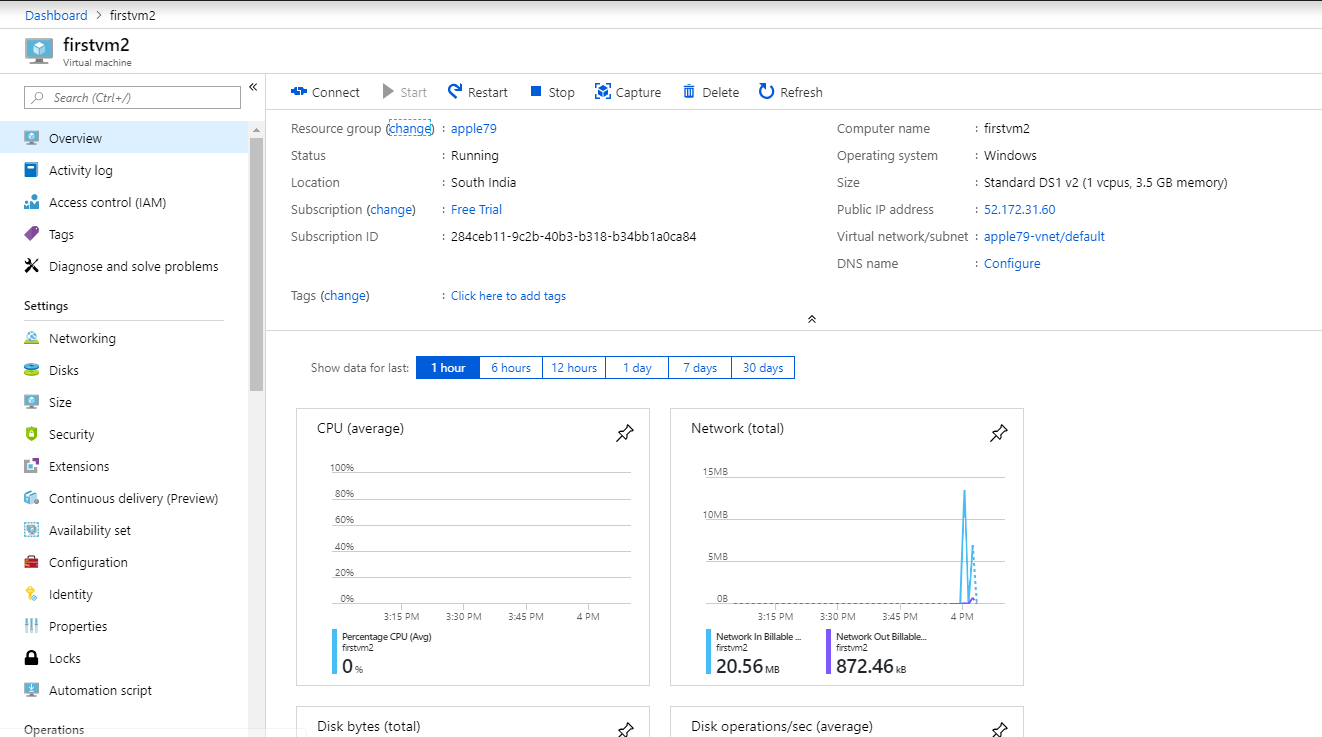 Dashboard > firstvm2
firstvm2
Virtual machine
Search (Ctrl+/)
«
Overview
Activity log
Access control (IAM)
Tags
Diagnose and solve problems
Settings
Networking
Disks
Size
Security
Extensions
Continuous delivery (Preview)
Availability set
Configuration
Identity
Properties
Locks
Automation script
Operations
Connect Start Restart Stop Capture Delete Refresh
Resource group (change) : apple79
Status : Running
Location : South India
Subscription (change) : Free Trial
Subscription ID : 284ceb11-9c2b-40b3-b318-b34bb1a0ca84
Tags (change) : Click here to add tags
Computer name : firstvm2
Operating system : Windows
Size : Standard DS1 v2 (1 vcpus, 3.5 GB memory)
Public IP address : 52.172.31.60
Virtual network/subnet : apple79-vnet/default
DNS name : Configure
Show data for last: 1 hour 6 hours 12 hours 1 day 7 days 30 days
CPU (average)
100%
80%
60%
40%
20%
0%
3:15 PM 3:30 PM 3:45 PM 4 PM
Percentage CPU (Avg)
firstvm2
0 %
Network (total)
15MB
10MB
5MB
0B
3:15 PM 3:30 PM 3:45 PM 4 PM
Network In Billable ...
firstvm2
20.56 MB
Network Out Billable...
firstvm2
872.46 kB
Disk bytes (total)
Disk operations/sec (average)